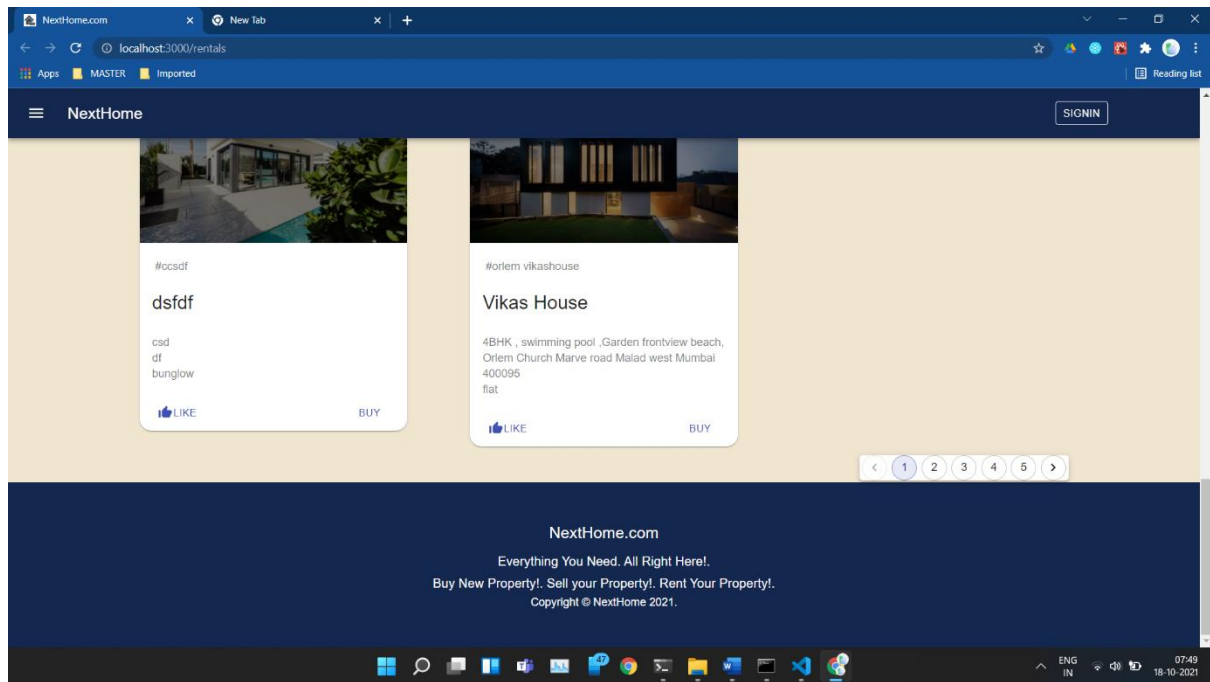 NextHome.com
New Tab
localhost:3000/rentals
Apps
MASTER
Imported
Reading list
NextHome
SIGNIN
#ccsdf
dsfdf
csd
df
bunglow
LIKE
BUY
#orlem vikashouse
Vikas House
4BHK , swimming pool ,Garden frontview beach,
Orlem Church Marve road Malad west Mumbai
400095
flat
LIKE
BUY
1 2 3 4 5
NextHome.com
Everything You Need. All Right Here!.
Buy New Property!. Sell your Property!. Rent Your Property!.
Copyright © NextHome 2021.
47
ENG
IN
07:49
18-10-2021